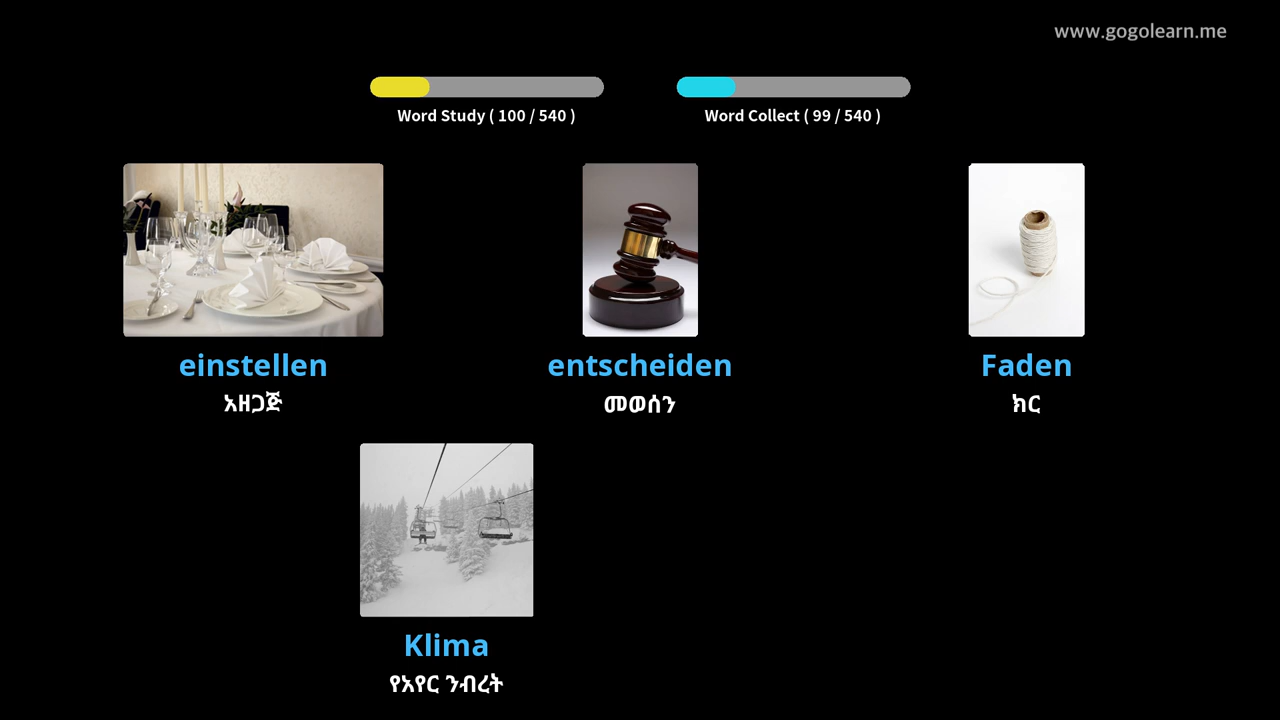 www.gogolearn.me
Word Study ( 100 / 540 )
Word Collect ( 99 / 540 )
einstellen
አዘጋጅ
entscheiden
መወሰን
Faden
ክር
Klima
የአየር ንብረት